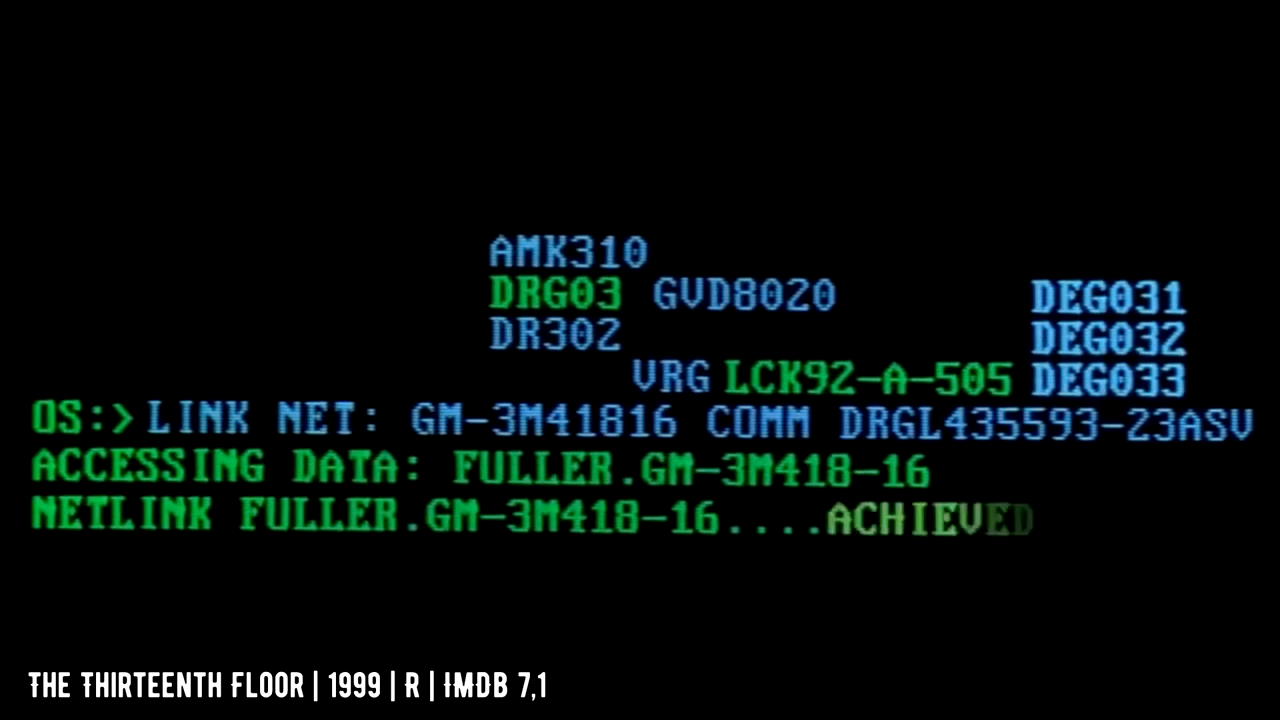 AMK310
DRG03 GVD8020 DEG031
DR302 DEG032
VRG LCK92-A-505 DEG033
OS:> LINK NET: GM-3M41816 COMM DRGL435593-23ASV
ACCESSING DATA: FULLER.GM-3M418-16
NETLINK FULLER.GM-3M418-16....ACHIEVED
THE THIRTEENTH FLOOR | 1999 | R | IMDB 7,1